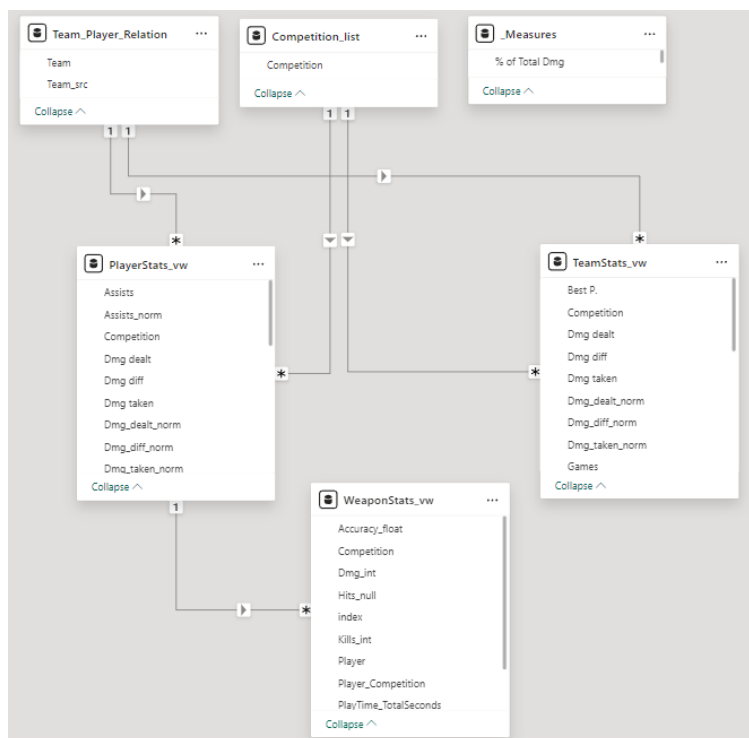 Team_Player_Relation ...
Team
Team_src
Collapse
Competition_list ...
Competition
Collapse
_Measures ...
% of Total Dmg
Collapse
1 1
1 1
*
*
*
*
PlayerStats_vw ...
Assists
Assists_norm
Competition
Dmg dealt
Dmg diff
Dmg taken
Dmg_dealt_norm
Dmg_diff_norm
Dmg_taken_norm
Collapse
1
*
TeamStats_vw ...
Best P.
Competition
Dmg dealt
Dmg diff
Dmg taken
Dmg_dealt_norm
Dmg_diff_norm
Dmg_taken_norm
Games
Collapse
WeaponStats_vw ...
Accuracy_float
Competition
Dmg_int
Hits_null
index
Kills_int
Player
Player_Competition
PlayTime_TotalSeconds
Collapse